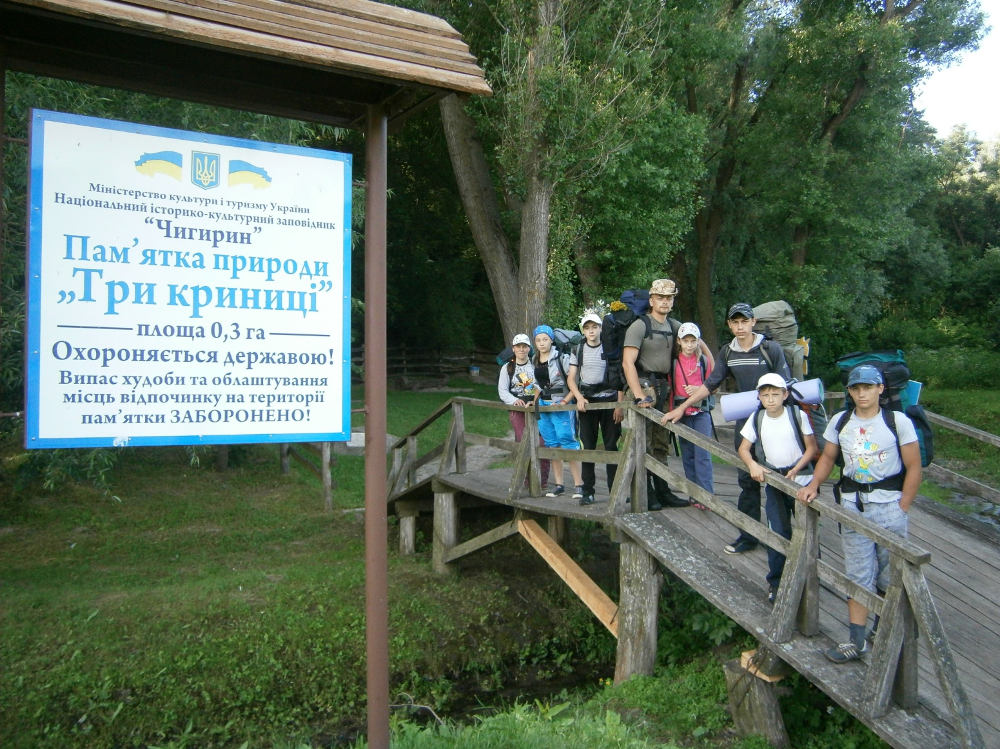 Міністерство культури і туризму України
Національний історико-культурний заповідник
“Чигирин”
Пам’ятка природи
„Три криниці”
площа 0,3 га
Охороняється державою!
Випас худоби та облаштування
місць відпочинку на території
пам’ятки ЗАБОРОНЕНО!